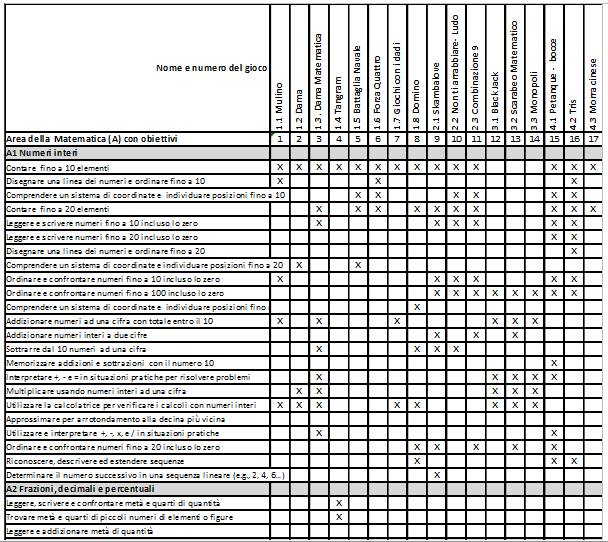 Nome e numero del gioco
1.1 Mulino
1.2 Dama
1.3. Dama Matematica
1.4 Tangram
1.5 Battaglia Navale
1.6 Forza Quattro
1.7 Giochi con i dadi
1.8 Domino
2.1 Skambalove
2.2 Non ti arrabbiare- Ludo
2.3 Combinazione 9
3.1 BlackJack
3.2 Scarabeo Matematico
3.3 Monopoli
4.1 Petanque - bocce
4.2 Tris
4.3 Morra cinese
Area della Matematica (A) con obiettivi 1 2 3 4 5 6 7 8 9 10 11 12 13 14 15 16 17
A1 Numeri interi
Contare fino a 10 elementi X X X X X X X X X X X X X X
Disegnare una linea dei numeri e ordinare fino a 10 X X X
Comprendere un sistema di coordinate e individuare posizioni fino a 10 X X X X X X
Contare fino a 20 elementi X X X X X X X X X X
Leggere e scrivere numeri fino a 10 incluso lo zero X X X X X X
Leggere e scrivere numeri fino a 20 incluso lo zero X X
Disegnare una linea dei numeri e ordinare fino a 20 X
Comprendere un sistema di coordinate e individuare posizioni fino a 20 X X
Ordinare e confrontare numeri fino a 10 incluso lo zero X X X X X X
Ordinare e confrontare numeri fino a 100 incluso lo zero X X X X X X X X
Comprendere un sistema di coordinate e individuare posizioni fino X
Addizionare numeri ad una cifra con totale entro il 10 X X X X X X
Addizionare numeri interi a due cifre X X X
Sottrarre dal 10 numeri ad una cifra X X X X
Memorizzare addizioni e sottrazioni con il numero 10 X
Interpretare +, - e = in situazioni pratiche per risolvere problemi X X X X X
Moltiplicare usando numeri interi ad una cifra X X X X X
Utilizzare la calcolatrice per verificare i calcoli con numeri interi X X X X X X X X
Approssimare per arrotondamento alla decina più vicina
Utilizzare e interpretare +, -, x, e / in situazioni pratiche X X
Ordinare e confrontare numeri fino a 20 incluso lo zero X X X X X
Riconoscere, descrivere ed estendere sequenze X X X
Determinare il numero successivo in una sequenza lineare (e.g., 2, 4, 6...) X
A2 Frazioni, decimali e percentuali
Leggere, scrivere e confrontare metà e quarti di quantità X
Trovare metà e quarti di piccoli numeri di elementi o figure X
Leggere e addizionare metà di quantità